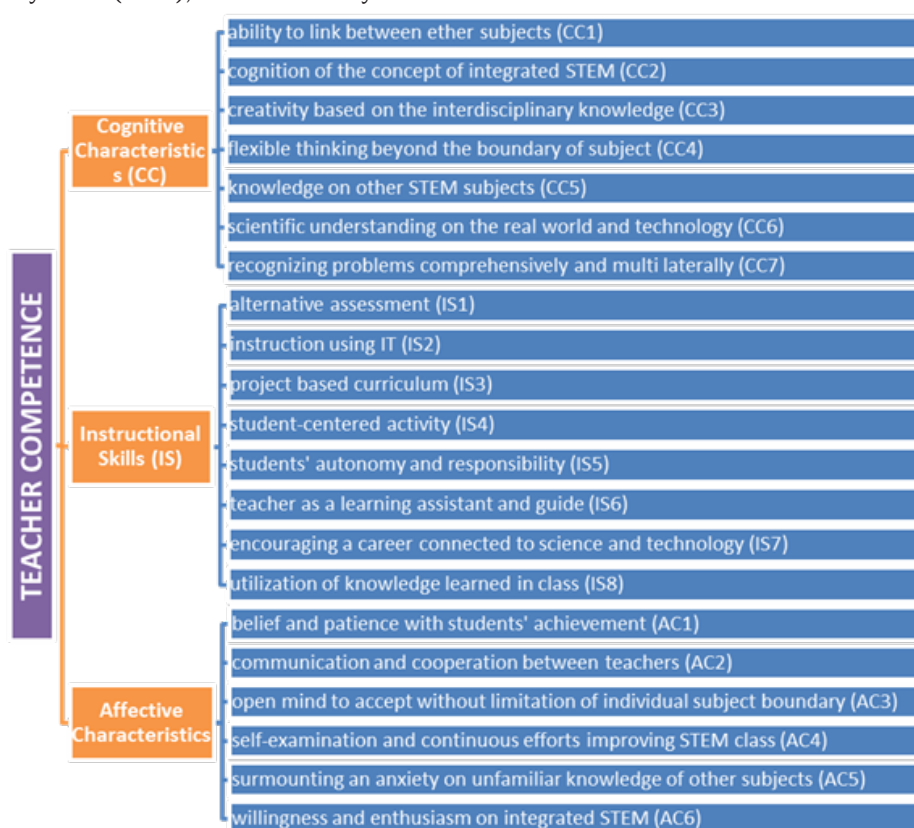 ability to link between ether subjects (CC1)
cognition of the concept of integrated STEM (CC2)
creativity based on the interdisciplinary knowledge (CC3)
Cognitive
Characteristic
s (CC)
flexible thinking beyond the boundary of subject (CC4)
knowledge on other STEM subjects (CC5)
scientific understanding on the real world and technology (CC6)
recognizing problems comprehensively and multi laterally (CC7)
TEACHER COMPETENCE
alternative assessment (IS1)
instruction using IT (IS2)
project based curriculum (IS3)
Instructional
Skills (IS)
student-centered activity (IS4)
students' autonomy and responsibility (IS5)
teacher as a learning assistant and guide (IS6)
encouraging a career connected to science and technology (IS7)
utilization of knowledge learned in class (IS8)
belief and patience with students' achievement (AC1)
communication and cooperation between teachers (AC2)
open mind to accept without limitation of individual subject boundary (AC3)
Affective
Characteristics
self-examination and continuous efforts improving STEM class (AC4)
surmounting an anxiety on unfamiliar knowledge of other subjects (AC5)
willingness and enthusiasm on integrated STEM (AC6)